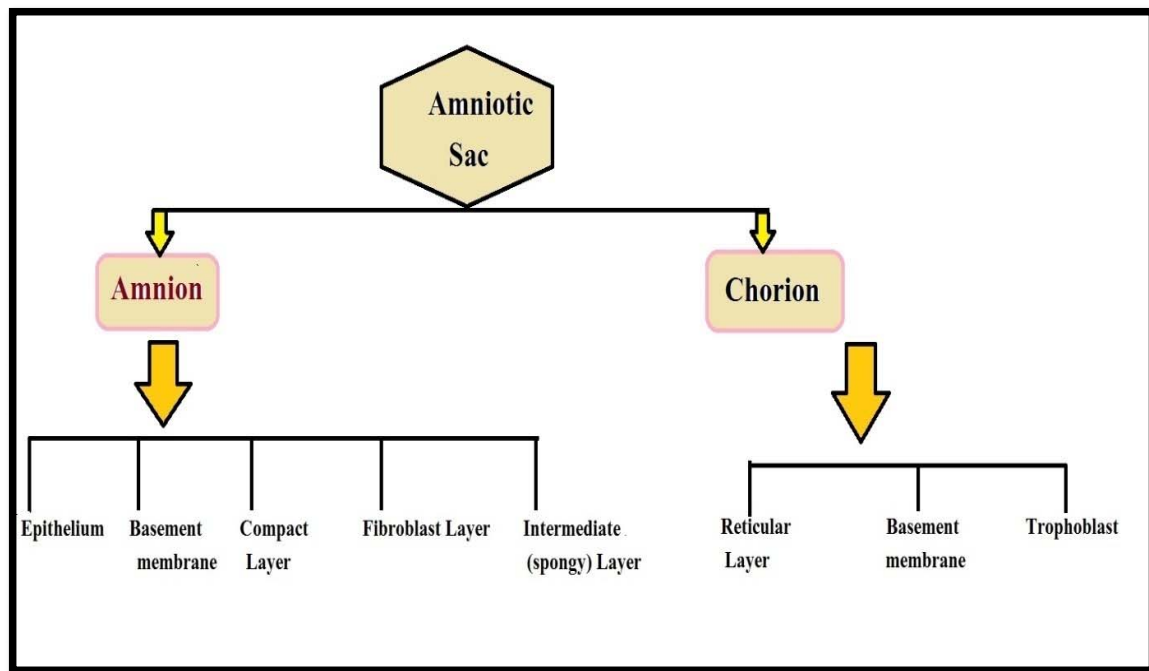 Amniotic
Sac
Amnion
Chorion
Epithelium
Basement
membrane
Compact
Layer
Fibroblast Layer
Intermediate
(spongy) Layer
Reticular
Layer
Basement
membrane
Trophoblast